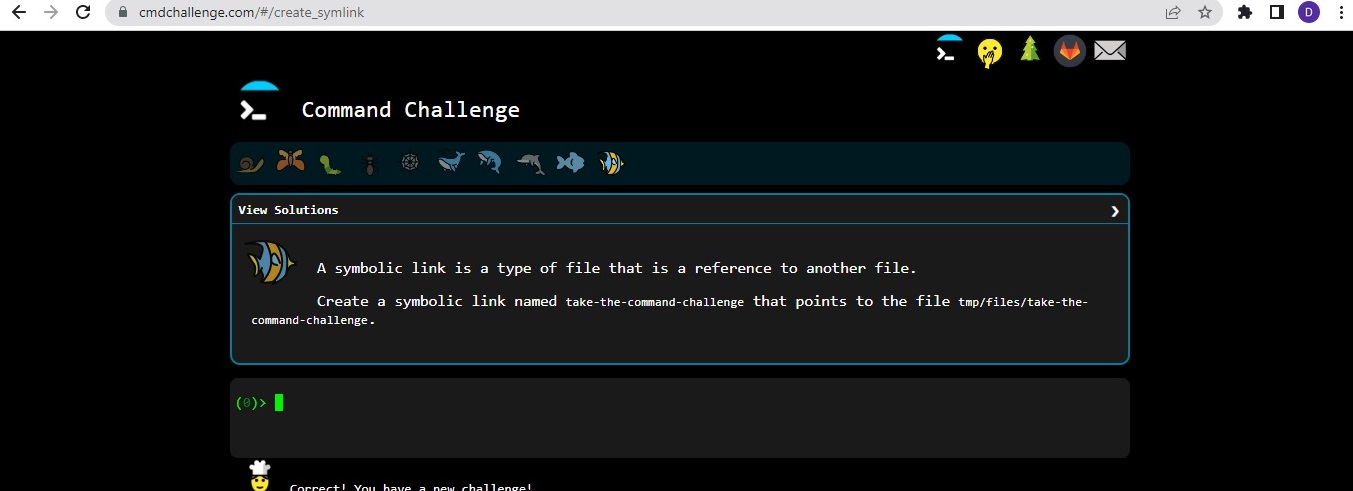 cmdchallenge.com/#/create_symlink
D
Command Challenge
View Solutions
A symbolic link is a type of file that is a reference to another file.
Create a symbolic link named take-the-command-challenge that points to the file tmp/files/take-the-
command-challenge.
(0)>
Correct! You have a new challenge!